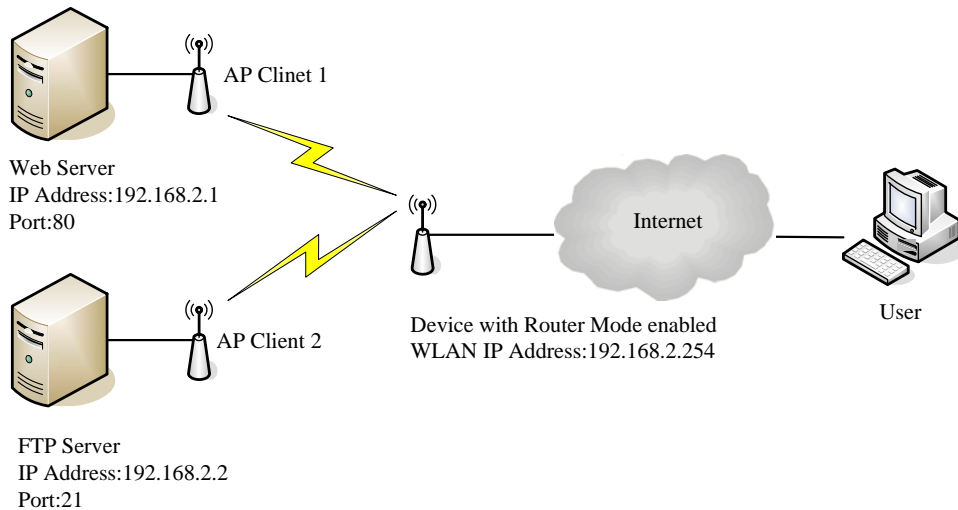 AP Clinet 1
Web Server
IP Address:192.168.2.1
Port:80
Internet
User
AP Client 2
Device with Router Mode enabled
WLAN IP Address:192.168.2.254
FTP Server
IP Address:192.168.2.2
Port:21